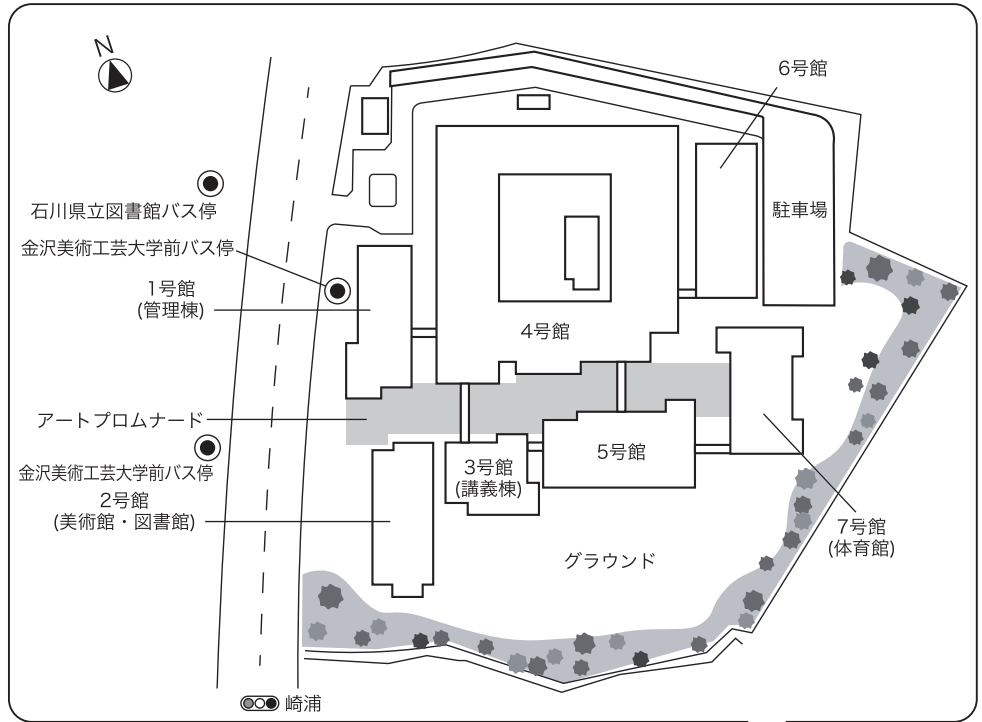 N
6号館
石川県立図書館バス停
駐車場
金沢美術工芸大学前バス停
1号館
(管理棟)
4号館
アートプロムナード
金沢美術工芸大学前バス停
3号館
(講義棟)
5号館
2号館
(美術館・図書館)
7号館
(体育館)
グラウンド
崎浦